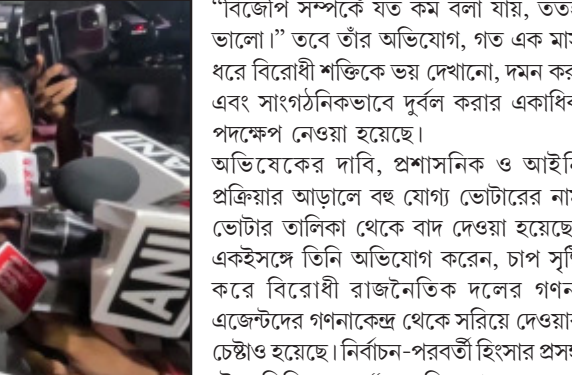 “বিজেপি সম্পর্কে যত কম বলা যায়, তত
ভালো।” তবে তাঁর অভিযোগ, গত এক মাস
ধরে বিরোধী শক্তিকে ভয় দেখানো, দমন কর
এবং সাংগঠনিকভাবে দুর্বল করার একাধিক
পদক্ষেপ নেওয়া হয়েছে।
অভিষেকের দাবি, প্রশাসনিক ও আইনি
প্রক্রিয়ার আড়ালে বহু যোগ্য ভোটারের নাম
ভোটার তালিকা থেকে বাদ দেওয়া হয়েছে
একইসঙ্গে তিনি অভিযোগ করেন, চাপ সৃষ্টি
করে বিরোধী রাজনৈতিক দলের গণন
এজেন্টদের গণনাকেন্দ্র থেকে সরিয়ে দেওয়ার
চেষ্টাও হয়েছে। নির্বাচন-পরবর্তী হিংসার প্রসঙ্গ
ANI
ANI